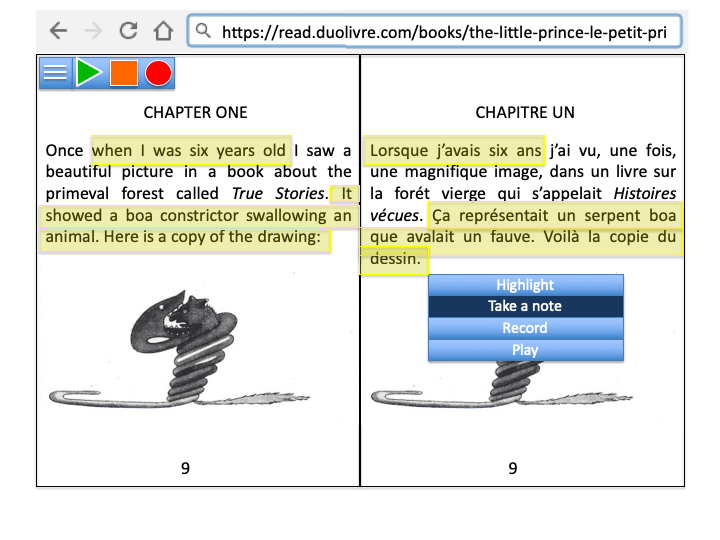 https://read.duolivre.com/books/the-little-prince-le-petit-pri
CHAPTER ONE
Once when I was six years old I saw a
beautiful picture in a book about the
primeval forest called True Stories. It
showed a boa constrictor swallowing an
animal. Here is a copy of the drawing:
9
CHAPITRE UN
Lorsque j’avais six ans j’ai vu, une fois,
une magnifique image, dans un livre sur
la forét vierge qui s’appelait Histoires
vécues. Ça représentait un serpent boa
que avalait un fauve. Voilà la copie du
dessin.
Highlight
Take a note
Record
Play
9